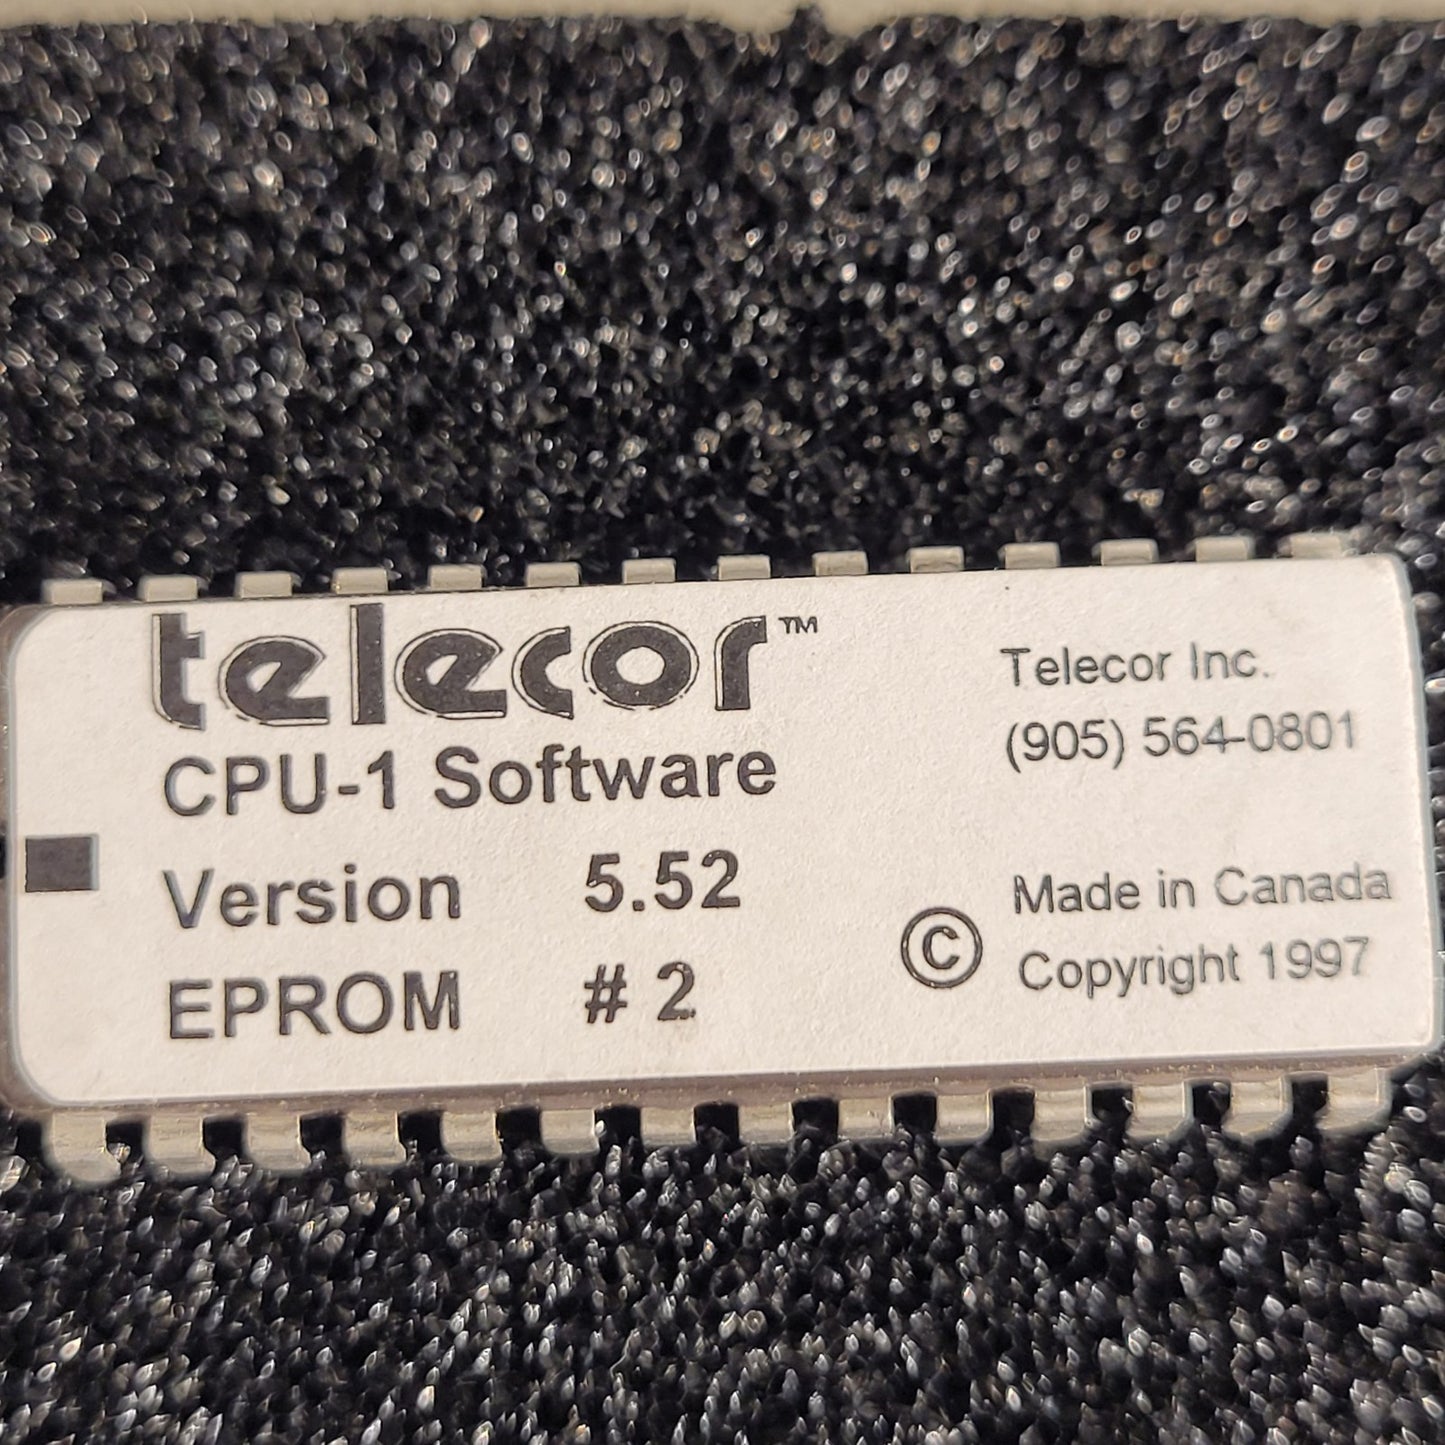 telecor™
CPU-1 Software
Version 5.52
EPROM # 2
Telecor Inc.
(905) 564-0801
Made in Canada
© Copyright 1997